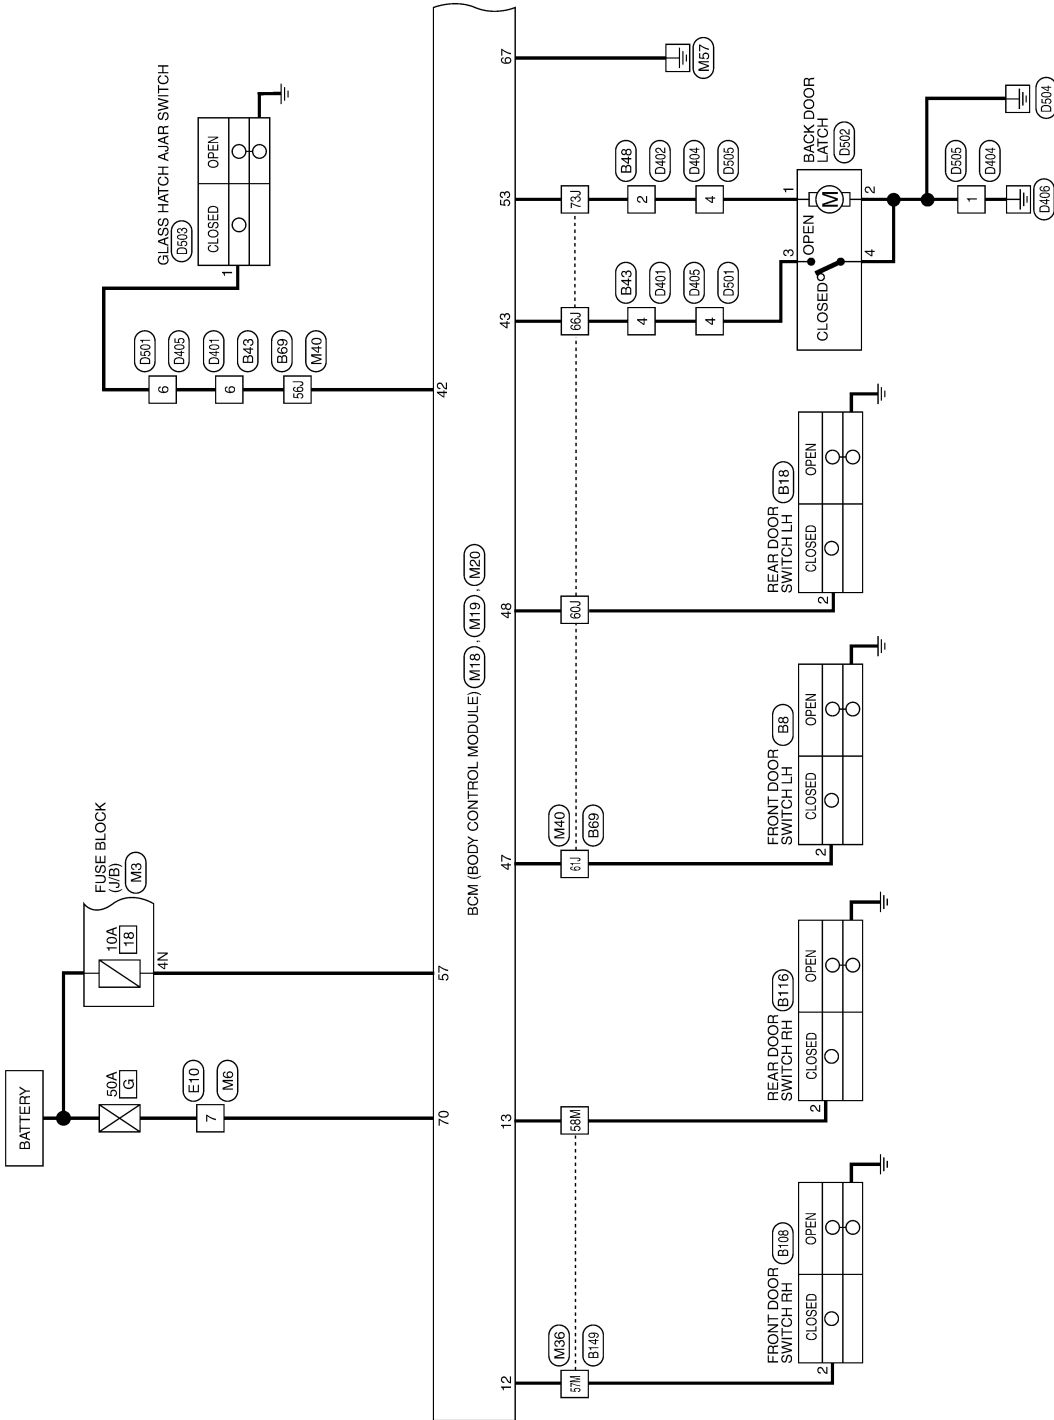 BATTERY
50A
G
E10
7
M6
70
FUSE BLOCK
(J/B)
M3
10A
18
4N
57
GLASS HATCH AJAR SWITCH
D503
CLOSED
OPEN
1
D501
6
D405
D401
6
B43
B69
56J
M40
42
BCM (BODY CONTROL MODULE) M18 , M19 , M20
12
M36
57M
B149
FRONT DOOR
SWITCH RH
B108
CLOSED
OPEN
2
13
58M
REAR DOOR
SWITCH RH
B116
CLOSED
OPEN
2
47
M40
61J
B69
FRONT DOOR
SWITCH LH
B8
CLOSED
OPEN
2
48
60J
REAR DOOR
SWITCH LH
B18
CLOSED
OPEN
2
43
66J
B43
4
D401
D405
4
D501
53
73J
B48
2
D402
D404
4
D505
BACK DOOR
LATCH
D502
3
OPEN
CLOSED
4
1
M
2
D505
1
D404
D406
D504
67
M57